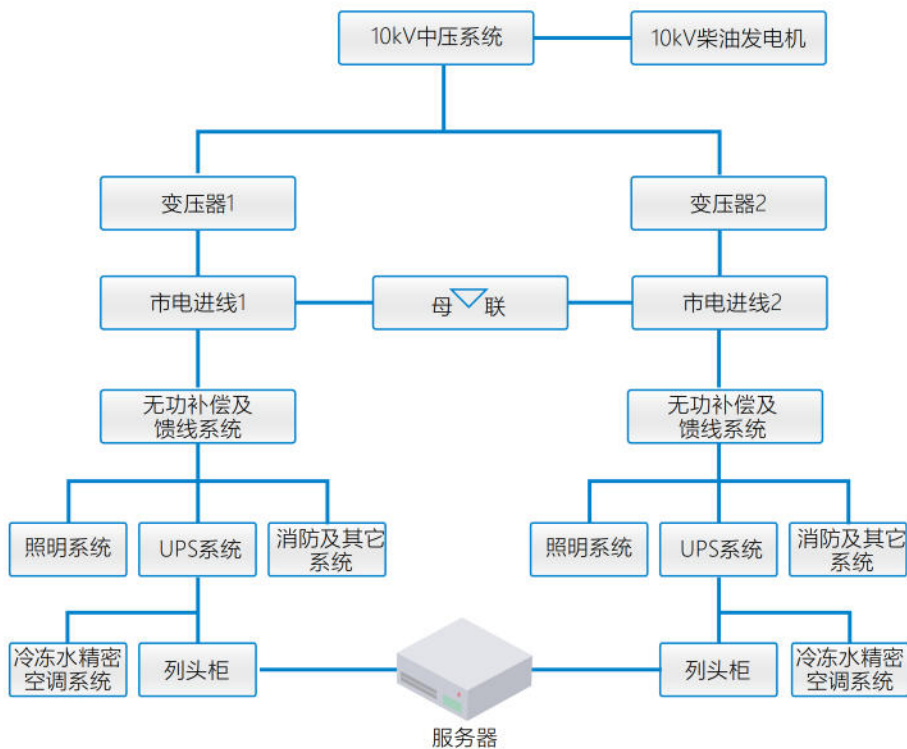 10kV中压系统
10kV柴油发电机
变压器1
变压器2
市电进线1
母联
市电进线2
无功补偿及
馈线系统
无功补偿及
馈线系统
照明系统
UPS系统
消防及其它
系统
照明系统
UPS系统
消防及其它
系统
冷冻水精密
空调系统
列头柜
列头柜
冷冻水精密
空调系统
服务器